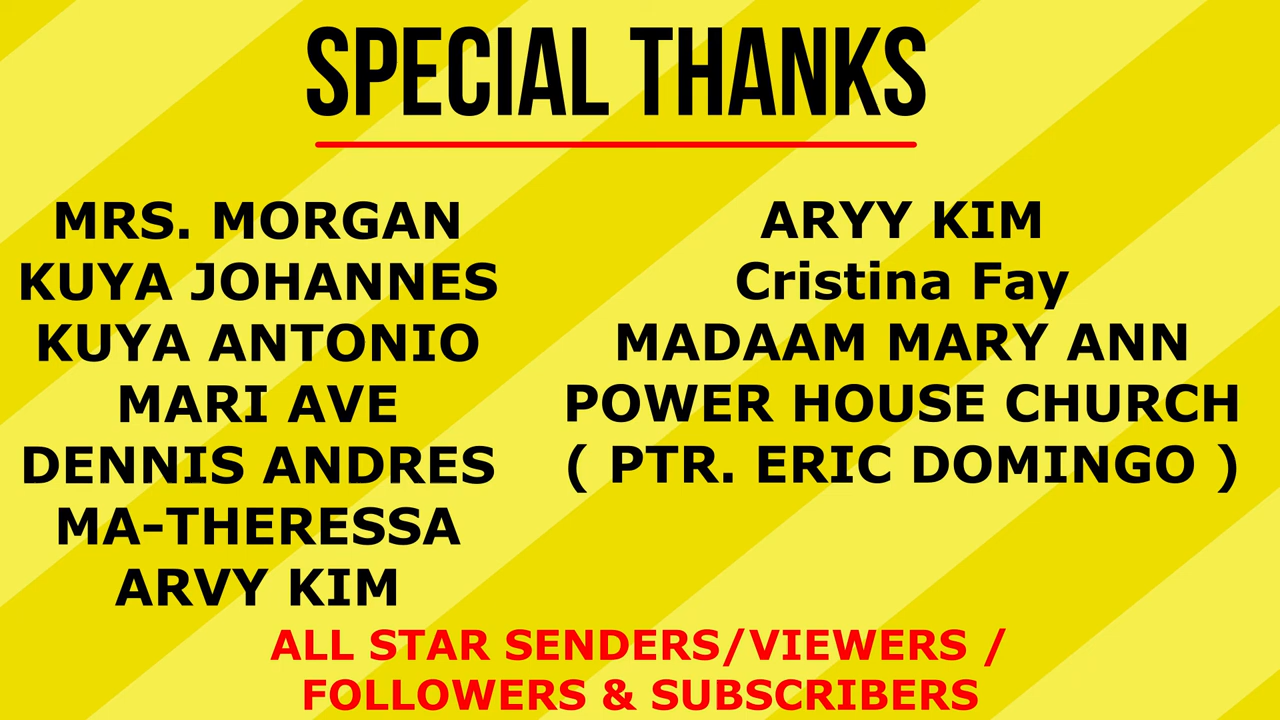 SPECIAL THANKS
MRS. MORGAN
KUYA JOHANNES
KUYA ANTONIO
MARI AVE
DENNIS ANDRES
MA-THERESSA
ARVY KIM
ARYY KIM
Cristina Fay
MADAAM MARY ANN
POWER HOUSE CHURCH
( PTR. ERIC DOMINGO )
ALL STAR SENDERS/VIEWERS /
FOLLOWERS & SUBSCRIBERS